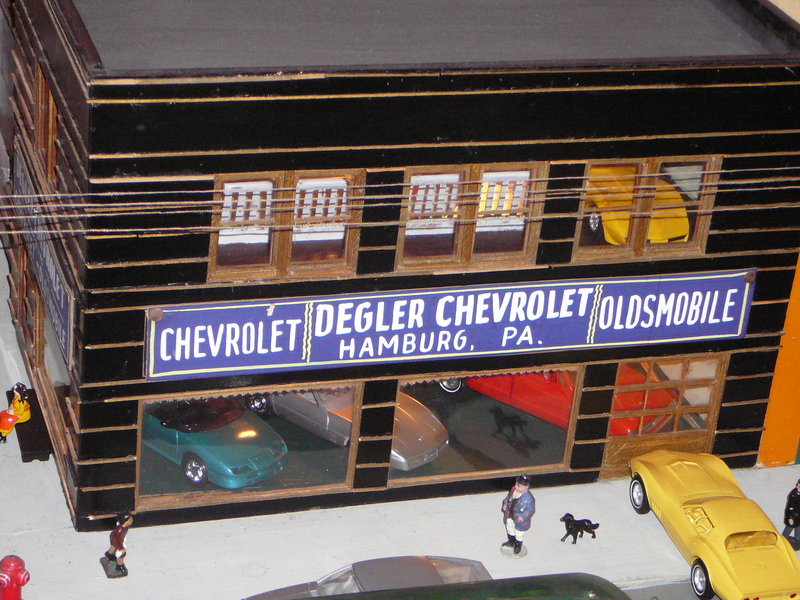 CHEVROLET
DEGLER CHEVROLET
HAMBURG, PA.
OLDSMOBILE